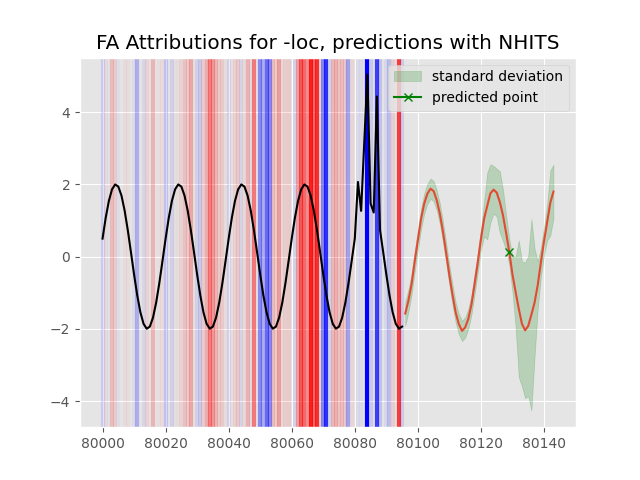 FA Attributions for -loc, predictions with NHITS
standard deviation
predicted point
4
2
0
−2
−4
80000 80020 80040 80060 80080 80100 80120 80140